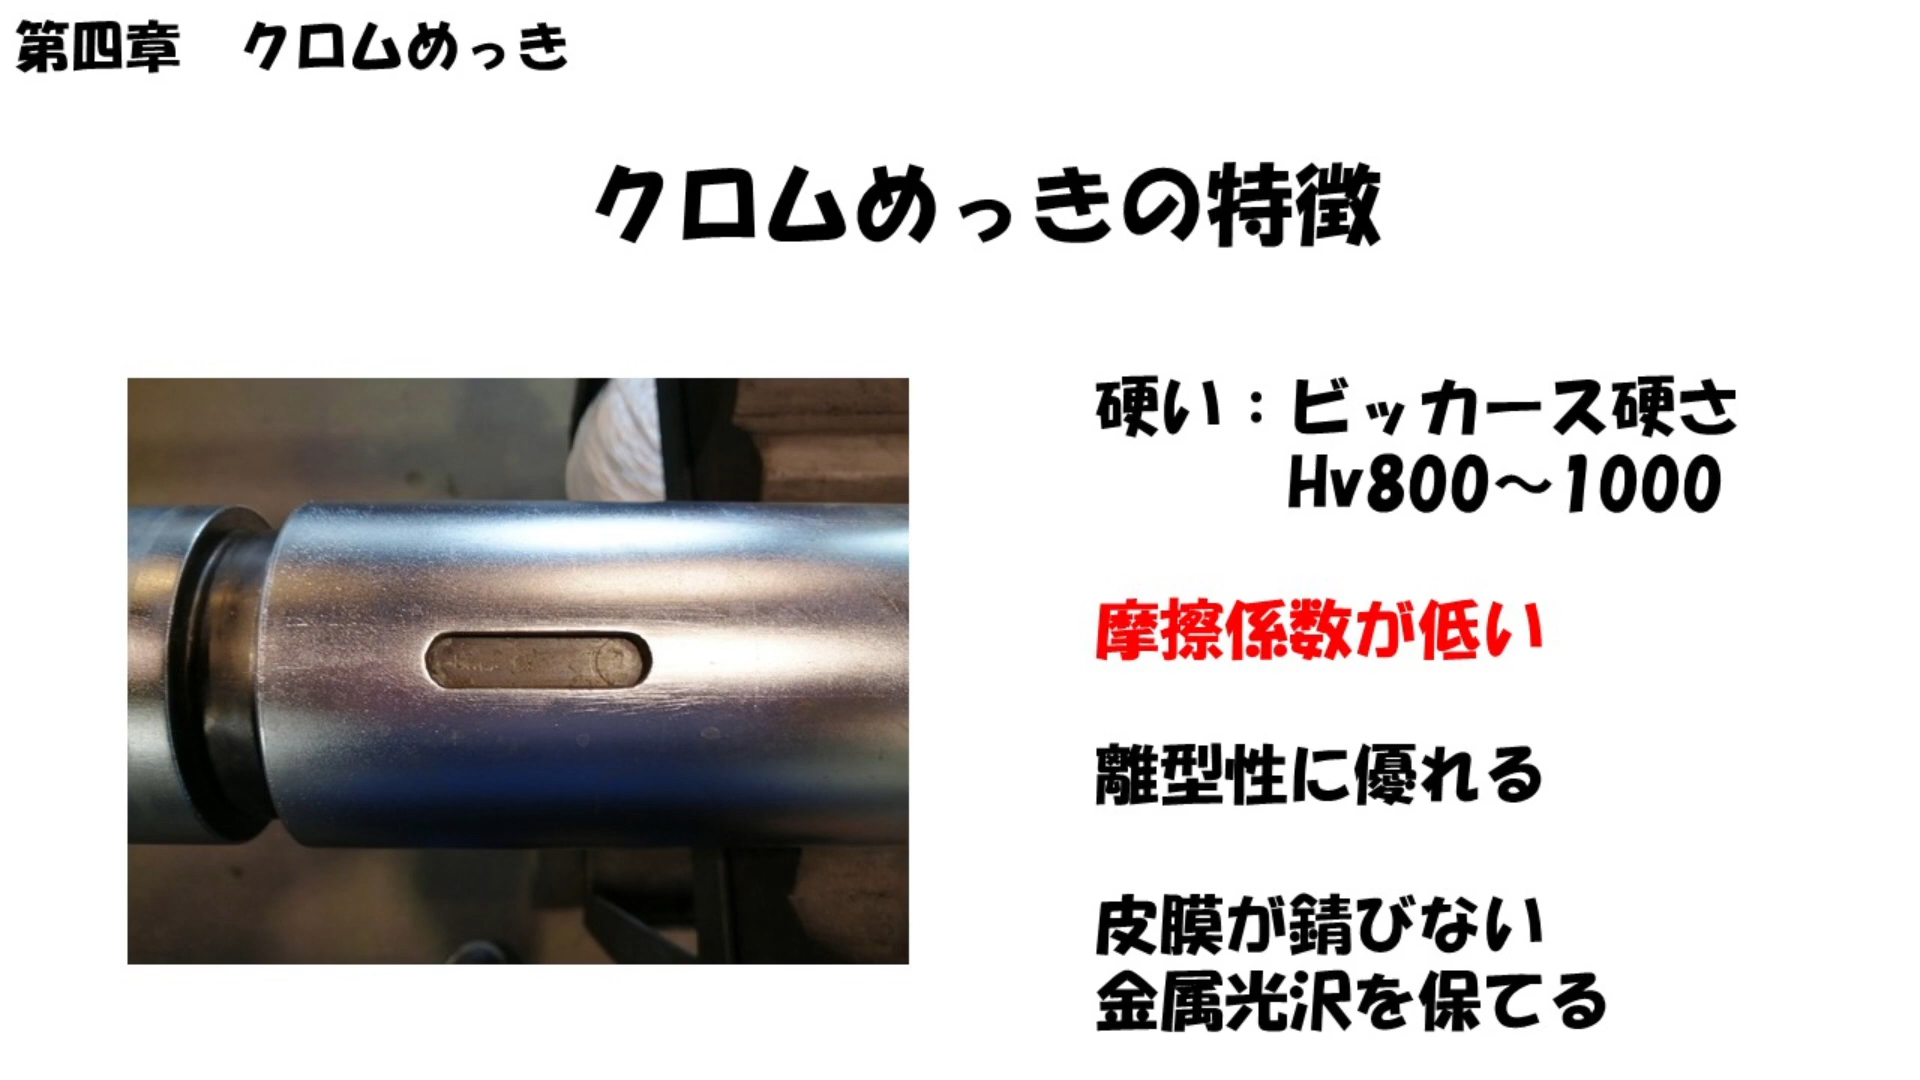 第四章　クロムめっき
クロムめっきの特徴
硬い：ビッカース硬さ
Hv800～1000
摩擦係数が低い
離型性に優れる
皮膜が錆びない
金属光沢を保てる